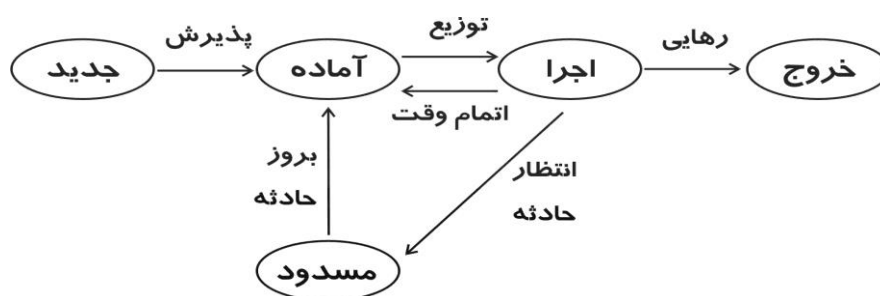 جدید
پذیرش
آماده
توزیع
اتمام وقت
اجرا
رهایی
خروج
بروز
حادثه
انتظار
حادثه
مسدود